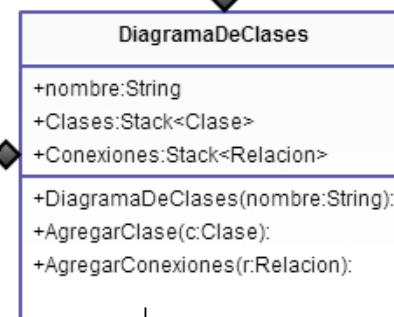 DiagramaDeClases
+nombre:String
+Clases:Stack<Clase>
+Conexiones:Stack<Relacion>
+DiagramaDeClases(nombre:String):
+AgregarClase(c:Clase):
+AgregarConexiones(r:Relacion):